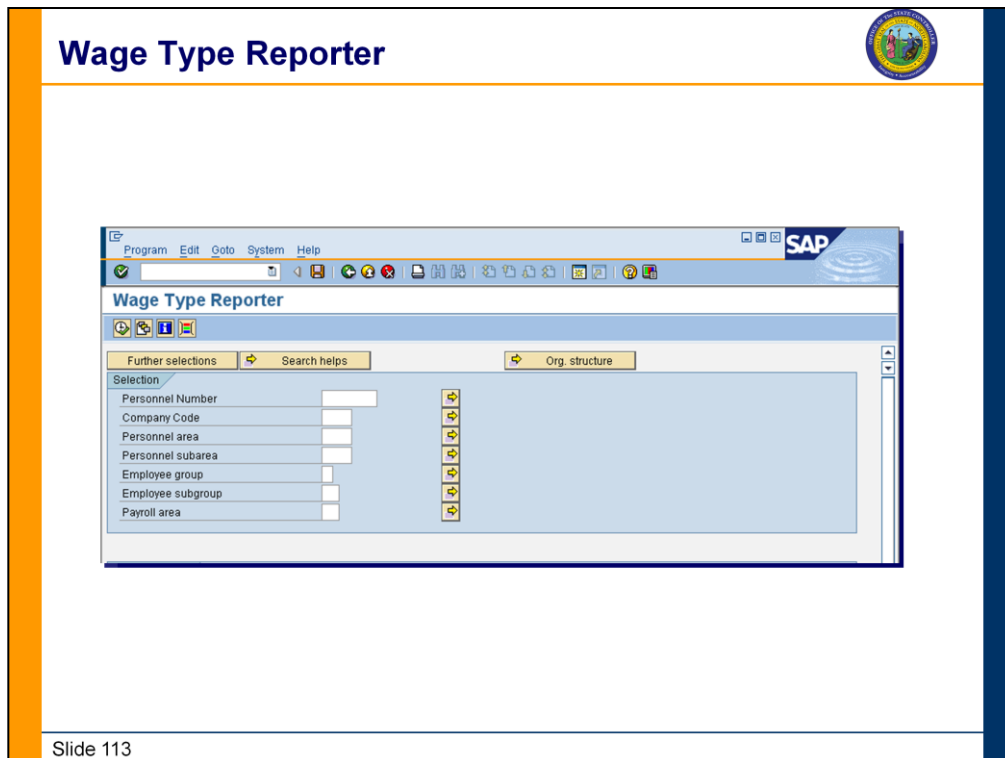 Wage Type Reporter
Program Edit Goto System Help
SAP
Wage Type Reporter
Further selections Search helps Org. structure
Selection
Personnel Number
Company Code
Personnel area
Personnel subarea
Employee group
Employee subgroup
Payroll area
Slide 113